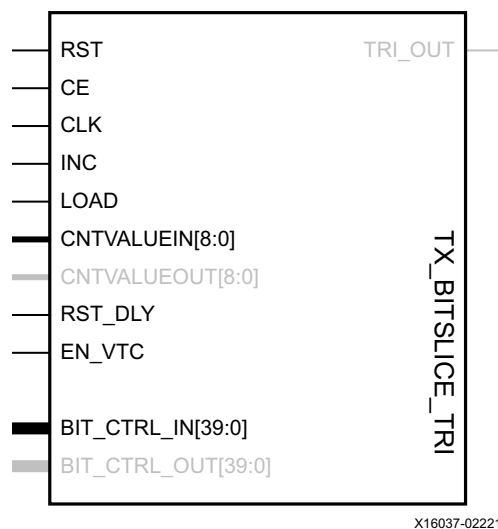 RST
TRI_OUT
CE
CLK
INC
LOAD
CNTVALUEIN[8:0]
CNTVALUEOUT[8:0]
RST_DLY
EN_VTC
TX_BITSLICE_TRI
BIT_CTRL_IN[39:0]
BIT_CTRL_OUT[39:0]
X16037-02221